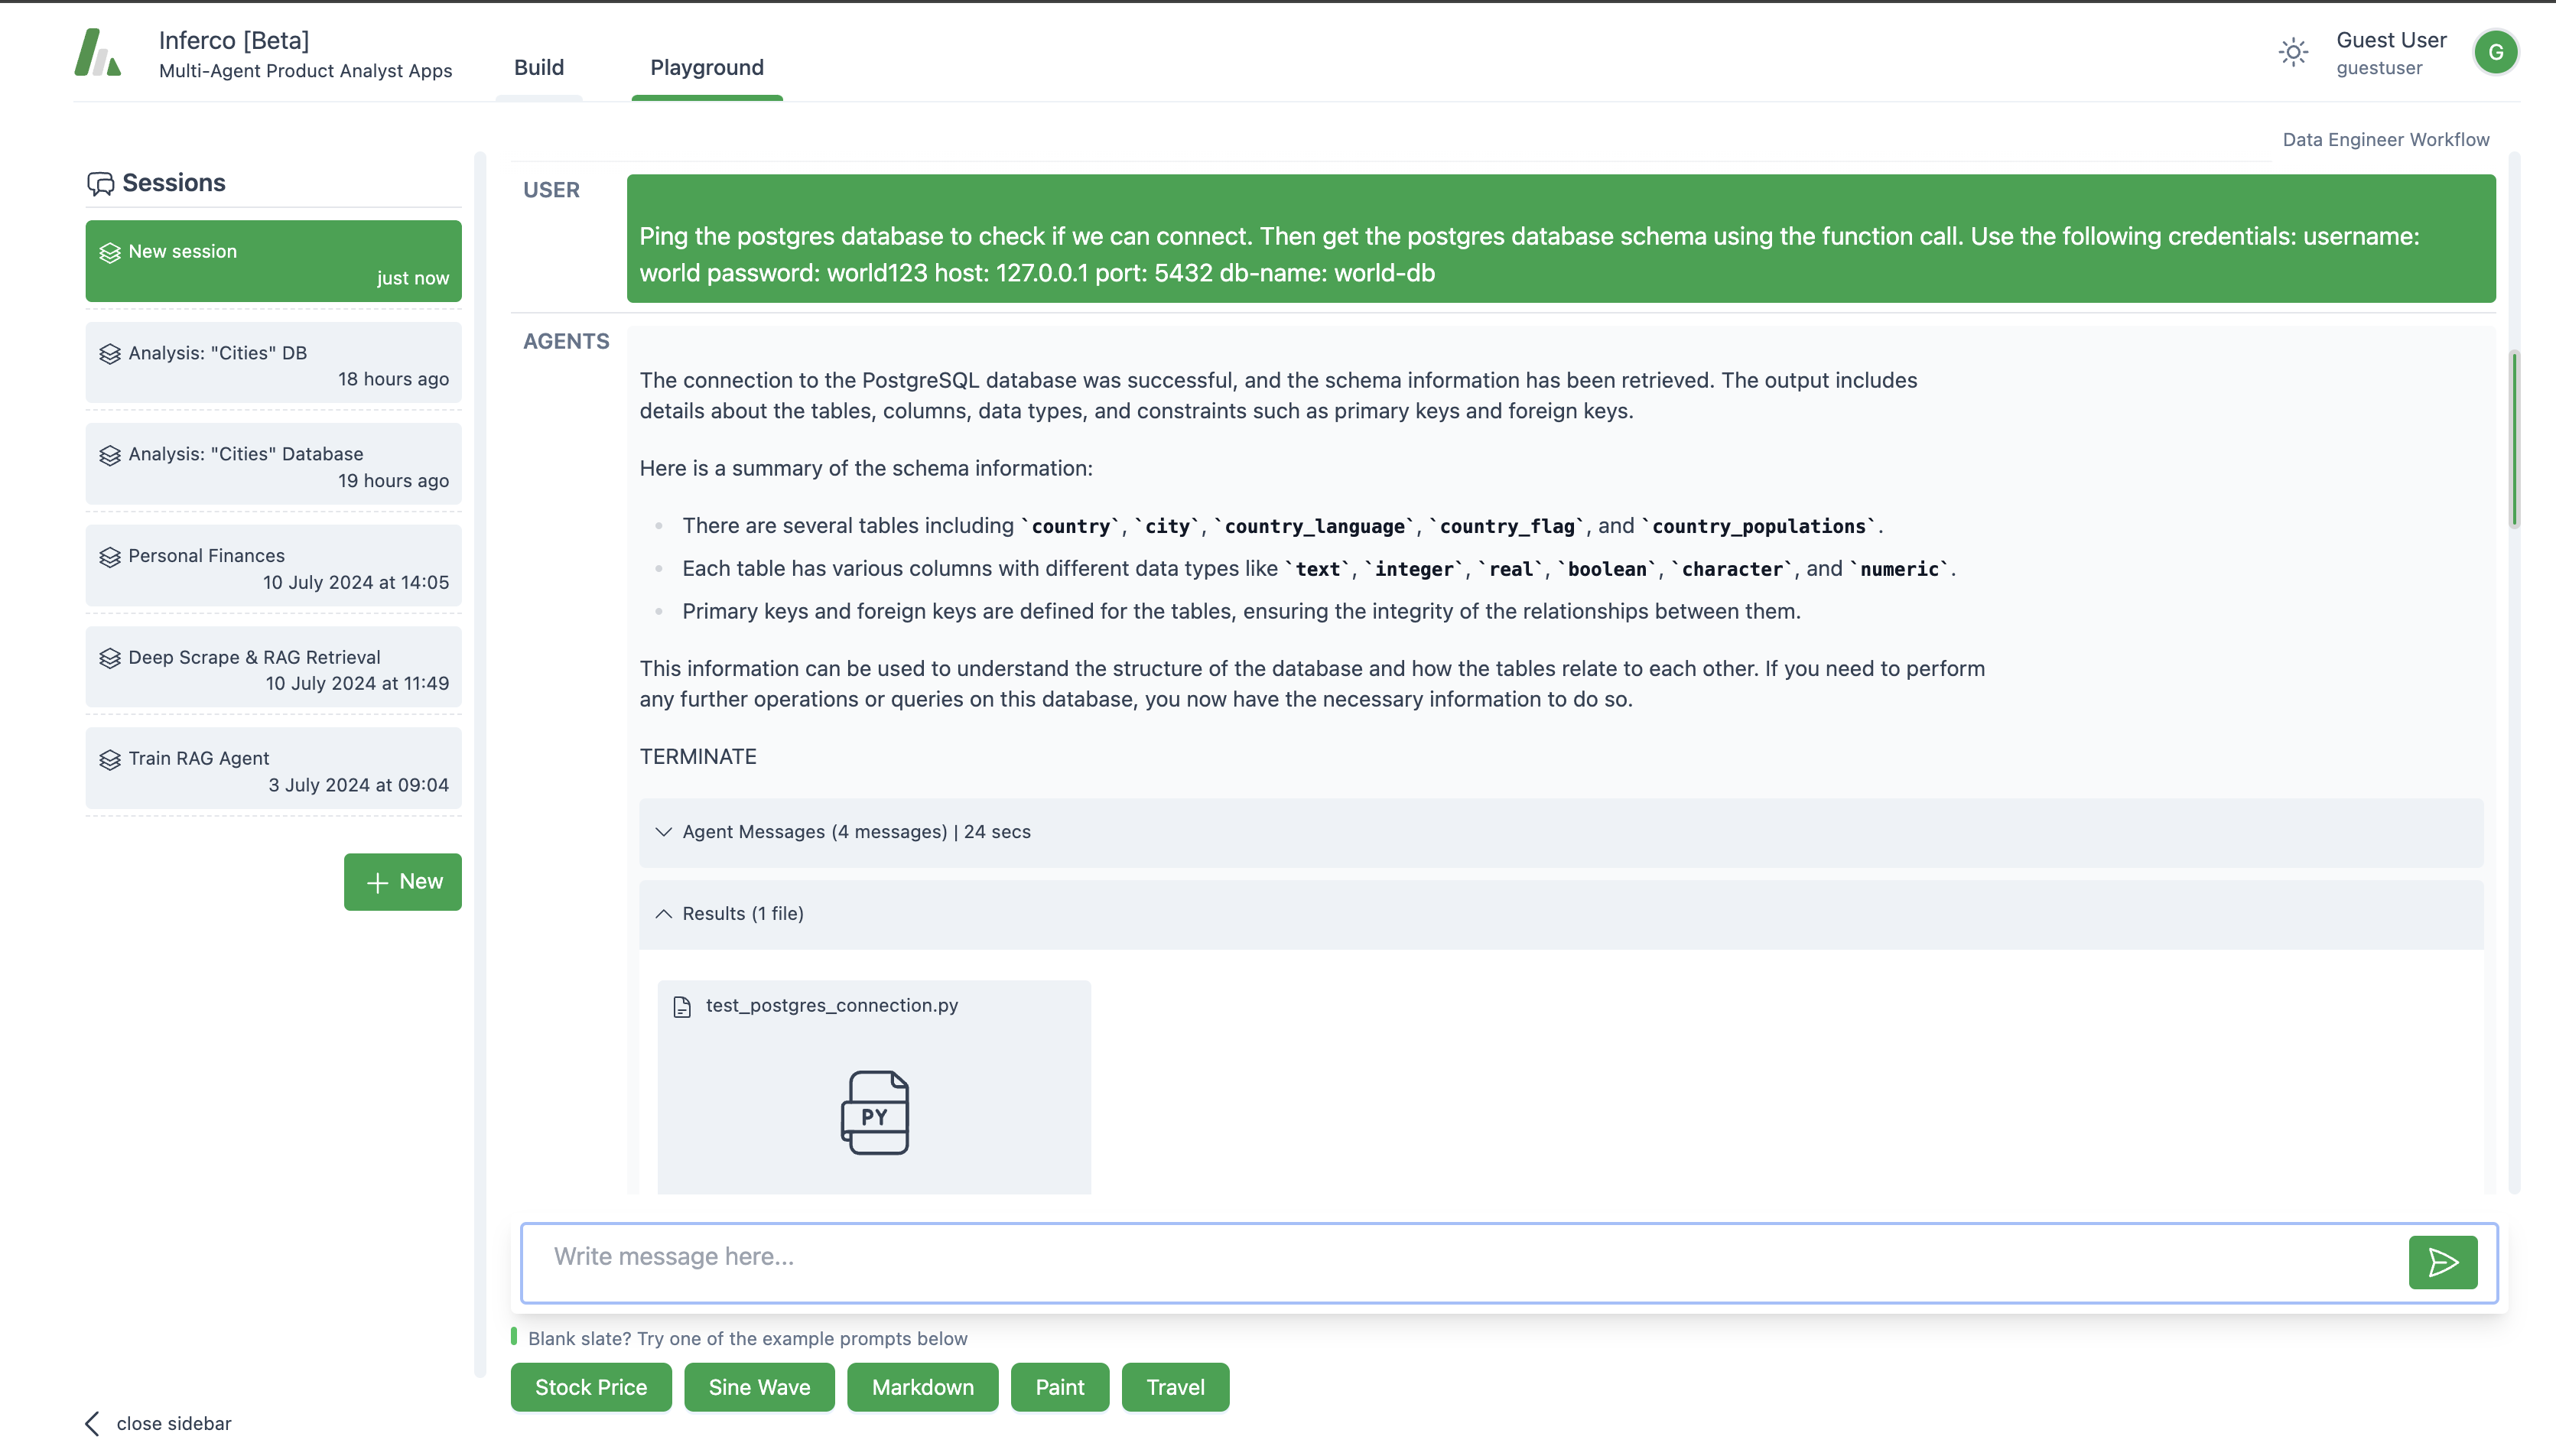 Inferco [Beta]
Multi-Agent Product Analyst Apps
Build
Playground
Guest User
guestuser
G
Data Engineer Workflow
Sessions
New session
just now
Analysis: "Cities" DB
18 hours ago
Analysis: "Cities" Database
19 hours ago
Personal Finances
10 July 2024 at 14:05
Deep Scrape & RAG Retrieval
10 July 2024 at 11:49
Train RAG Agent
3 July 2024 at 09:04
New
close sidebar
USER
Ping the postgres database to check if we can connect. Then get the postgres database schema using the function call. Use the following credentials: username:
world password: world123 host: 127.0.0.1 port: 5432 db-name: world-db
AGENTS
The connection to the PostgreSQL database was successful, and the schema information has been retrieved. The output includes
details about the tables, columns, data types, and constraints such as primary keys and foreign keys.
Here is a summary of the schema information:
There are several tables including `country`, `city`, `country_language`, `country_flag`, and `country_populations`.
Each table has various columns with different data types like `text`, `integer`, `real`, `boolean`, `character`, and `numeric`.
Primary keys and foreign keys are defined for the tables, ensuring the integrity of the relationships between them.
This information can be used to understand the structure of the database and how the tables relate to each other. If you need to perform
any further operations or queries on this database, you now have the necessary information to do so.
TERMINATE
Agent Messages (4 messages) | 24 secs
Results (1 file)
test_postgres_connection.py
PY
Write message here...
Blank slate? Try one of the example prompts below
Stock Price
Sine Wave
Markdown
Paint
Travel